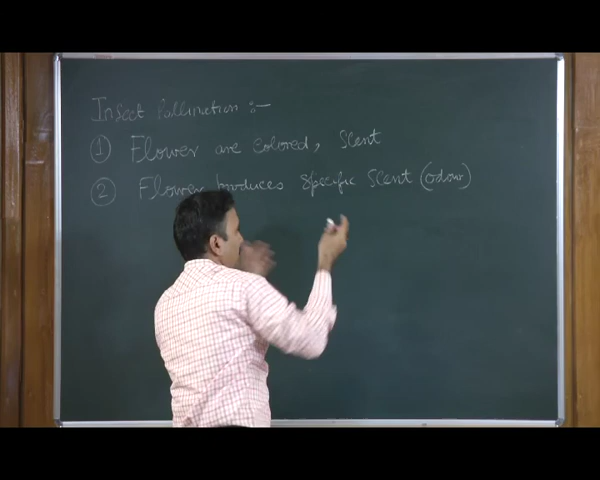 Insect Pollination :-
① Flower are colored, Scent
② Flower produces specific Scent (odour)